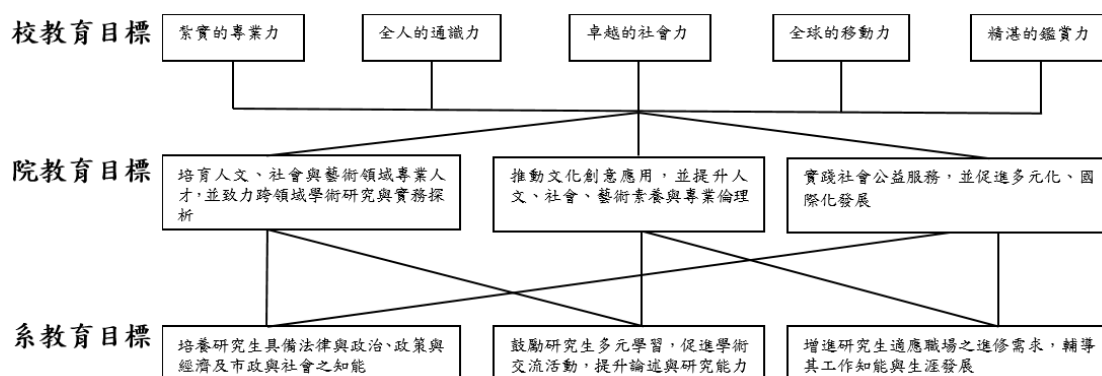 校教育目標
紮實的專業力
全人的通識力
卓越的社會力
全球的移動力
精湛的鑑賞力
院教育目標
培育人文、社會與藝術領域專業人
才，並致力跨領域學術研究與實務探
析
推動文化創意應用，並提升人
文、社會、藝術素養與專業倫理
實踐社會公益服務，並促進多元化、國
際化發展
系教育目標
培養研究生具備法律與政治、政策與
經濟及市政與社會之知能
鼓勵研究生多元學習，促進學術
交流活動，提升論述與研究能力
增進研究生適應職場之進修需求，輔導
其工作知能與生涯發展